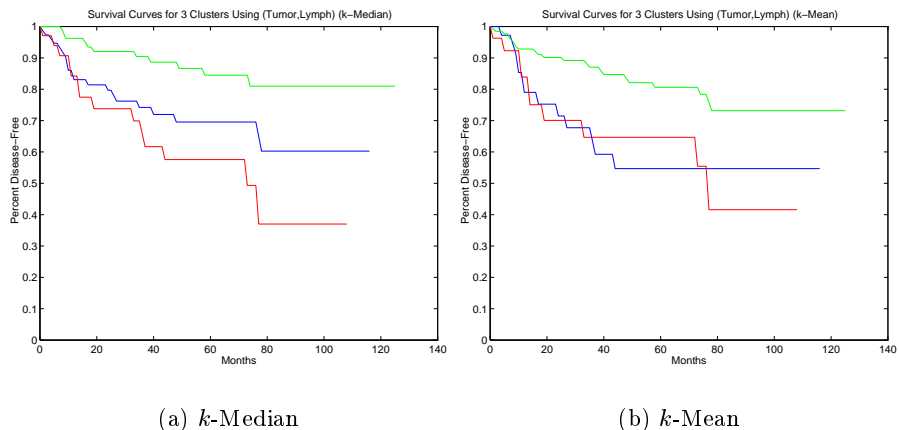 Survival Curves for 3 Clusters Using (Tumor,Lymph) (k−Median)
Percent Disease−Free
1
0.9
0.8
0.7
0.6
0.5
0.4
0.3
0.2
0.1
0
0 20 40 60 80 100 120 140
Months
(a) k-Median
Survival Curves for 3 Clusters Using (Tumor,Lymph) (k−Mean)
Percent Disease−Free
1
0.9
0.8
0.7
0.6
0.5
0.4
0.3
0.2
0.1
0
0 20 40 60 80 100 120 140
Months
(b) k-Mean